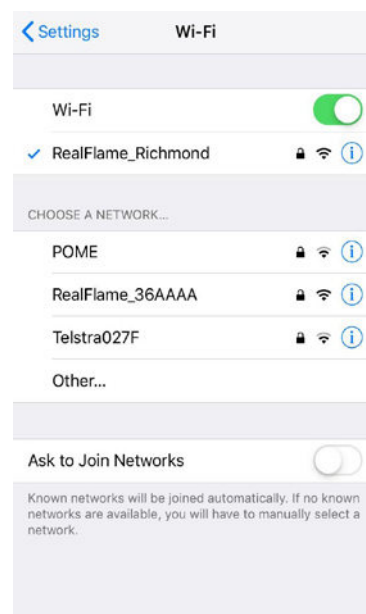 Settings Wi-Fi
Wi-Fi
RealFlame_Richmond
CHOOSE A NETWORK...
POME
RealFlame_36AAAA
Telstra027F
Other...
Ask to Join Networks
Known networks will be joined automatically. If no known
networks are available, you will have to manually select a
network.